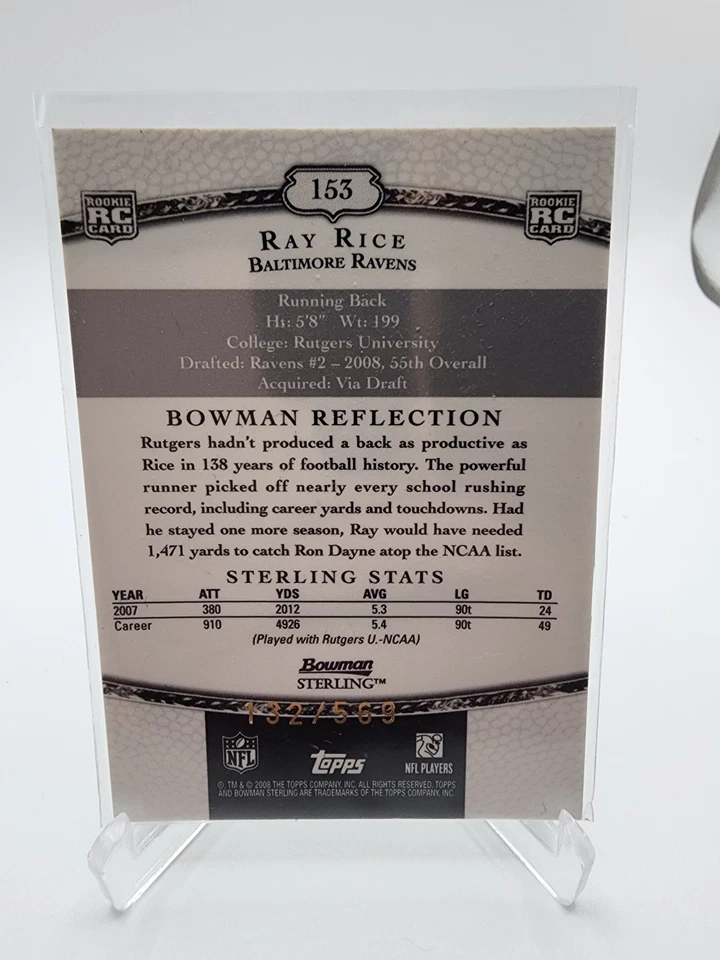 153
ROOKIE RC CARD
ROOKIE RC CARD
RAY RICE
BALTIMORE RAVENS
Running Back
Ht: 5'8" Wt: 199
College: Rutgers University
Drafted: Ravens #2 – 2008, 55th Overall
Acquired: Via Draft
BOWMAN REFLECTION
Rutgers hadn't produced a back as productive as
Rice in 138 years of football history. The powerful
runner picked off nearly every school rushing
record, including career yards and touchdowns. Had
he stayed one more season, Ray would have needed
1,471 yards to catch Ron Dayne atop the NCAA list.
STERLING STATS
YEAR ATT YDS AVG LG TD
2007 380 2012 5.3 90t 24
Career 910 4926 5.4 90t 49
(Played with Rutgers U.-NCAA)
Bowman
STERLING™
132/569
NFL
Topps
NFL PLAYERS
®, TM & © 2008 THE TOPPS COMPANY, INC. ALL RIGHTS RESERVED. TOPPS
AND BOWMAN STERLING ARE TRADEMARKS OF THE TOPPS COMPANY, INC.